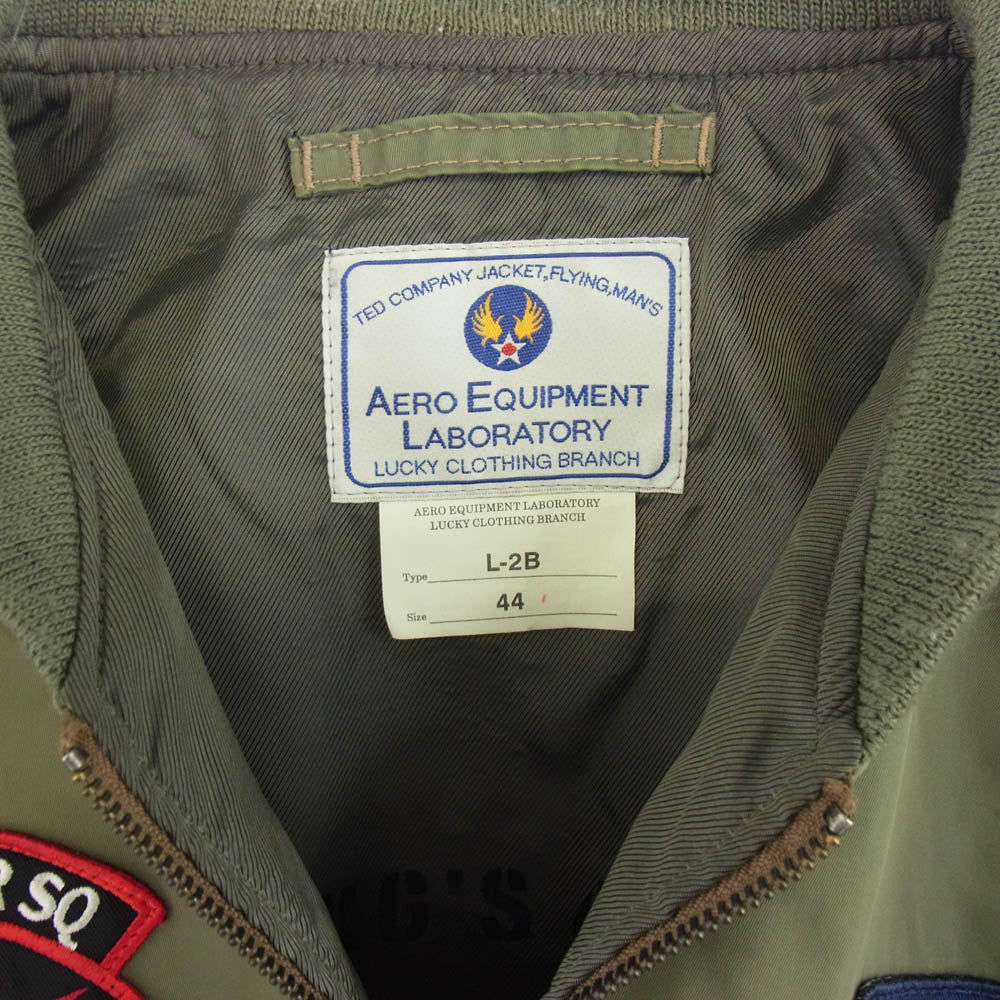 TED COMPANY JACKET,FLYING,MAN'S
AERO EQUIPMENT
LABORATORY
LUCKY CLOTHING BRANCH
AERO EQUIPMENT LABORATORY
LUCKY CLOTHING BRANCH
Type L-2B
Size 44
R SQ
G'S